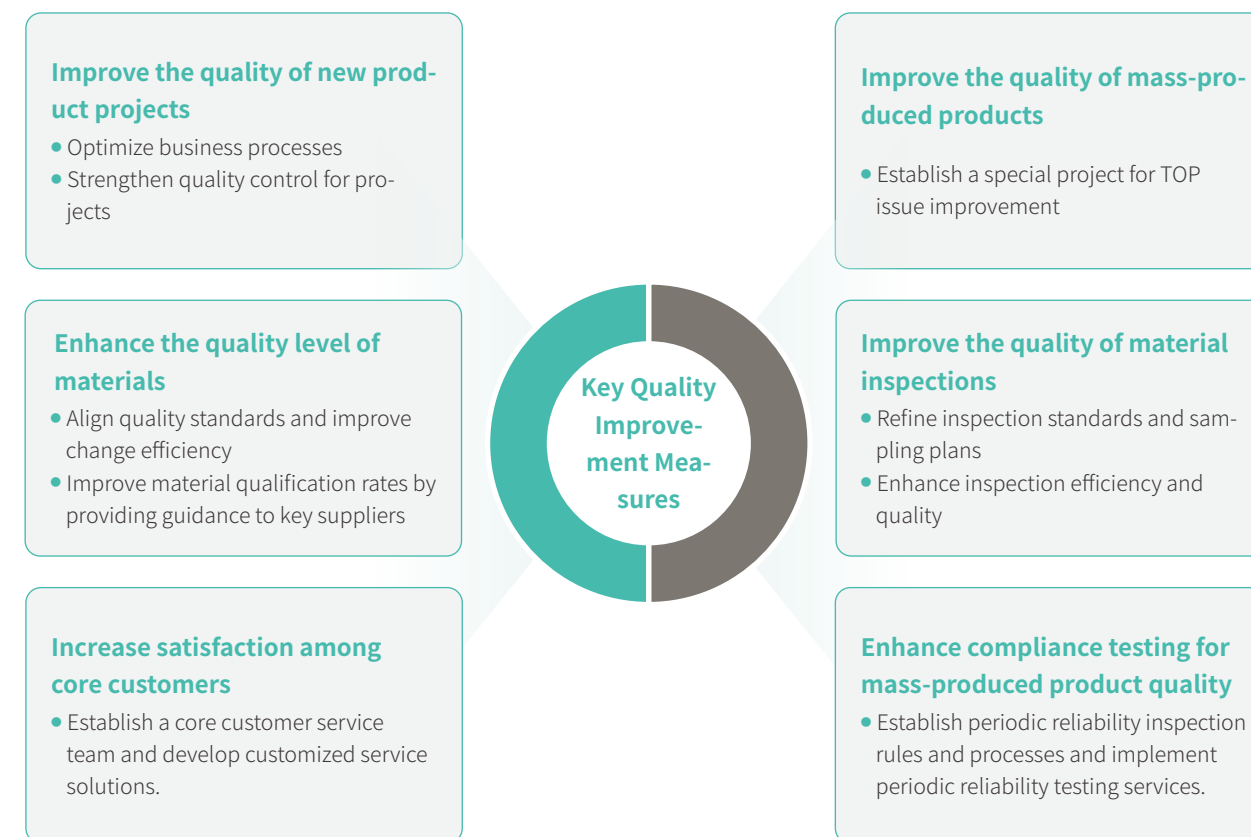 Improve the quality of new prod-
uct projects
• Optimize business processes
• Strengthen quality control for pro-
jects
Enhance the quality level of
materials
• Align quality standards and improve
change efficiency
• Improve material qualification rates by
providing guidance to key suppliers
Increase satisfaction among
core customers
• Establish a core customer service
team and develop customized service
solutions.
Key Quality
Improve-
ment Mea-
sures
Improve the quality of mass-pro-
duced products
• Establish a special project for TOP
issue improvement
Improve the quality of material
inspections
• Refine inspection standards and sam-
pling plans
• Enhance inspection efficiency and
quality
Enhance compliance testing for
mass-produced product quality
• Establish periodic reliability inspection
rules and processes and implement
periodic reliability testing services.